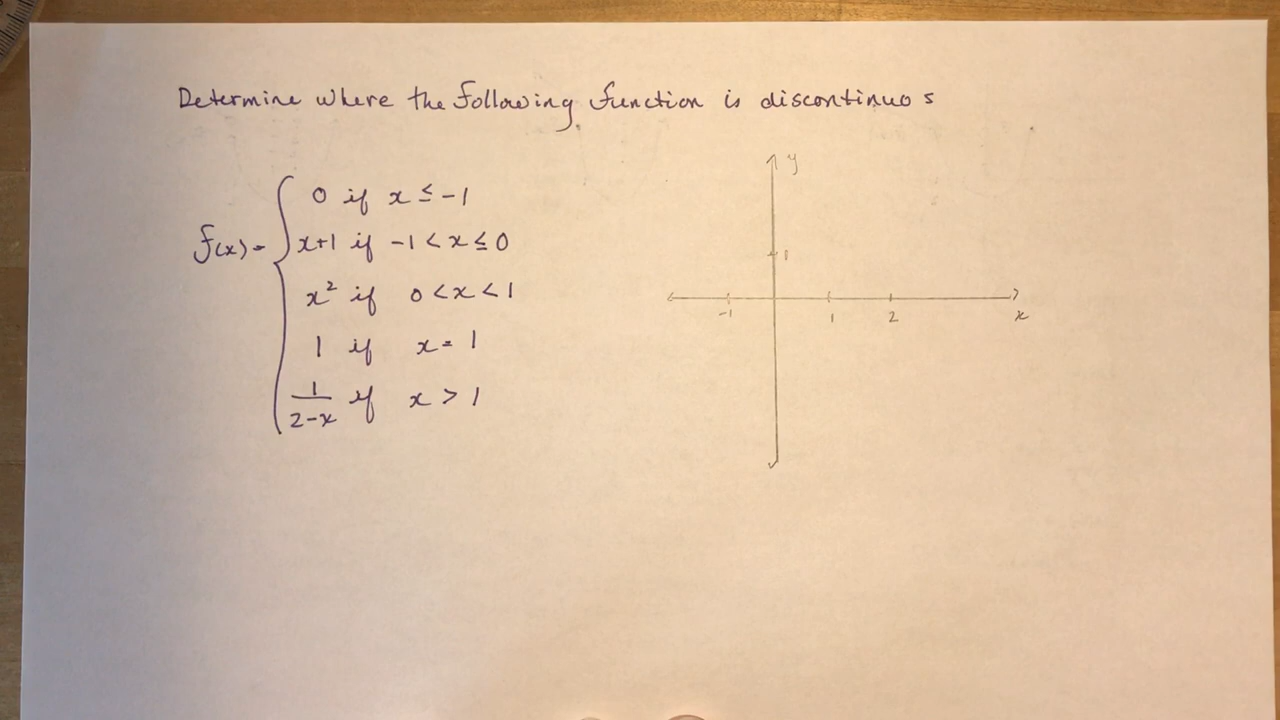 Determine where the following function is discontinuo s
f(x) = { 0 if x ≤ -1
x+1 if -1 < x ≤ 0
x² if 0 < x < 1
1 if x = 1
1/(2-x) if x > 1
y
1
-1 1 2
x